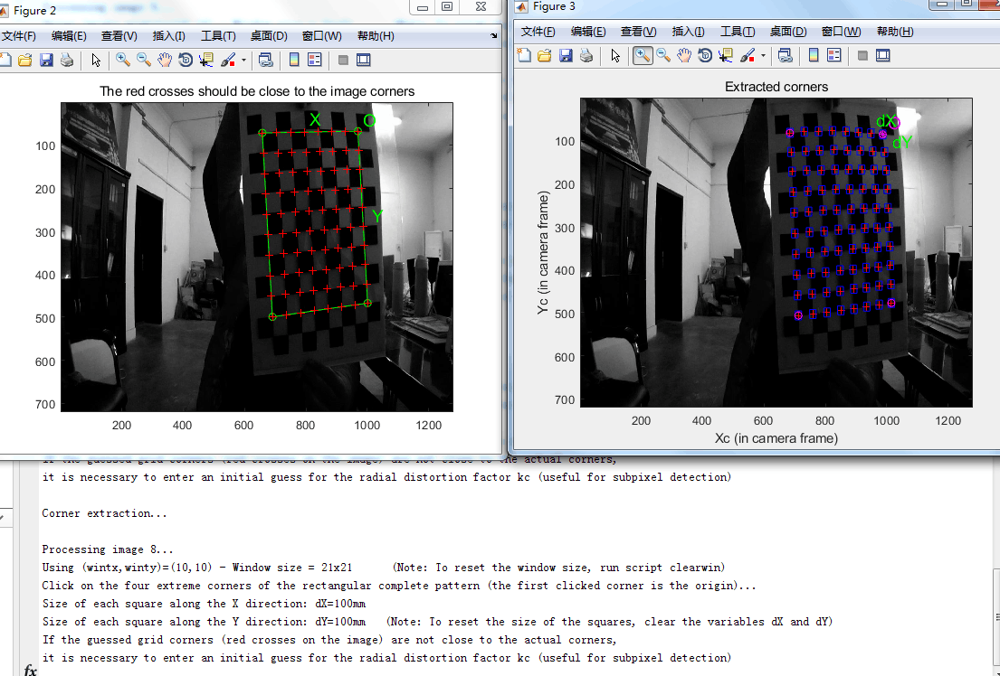 Processing image 5.
Figure 2
文件(F) 编辑(E) 查看(V) 插入(I) 工具(T) 桌面(D) 窗口(W) 帮助(H)
The red crosses should be close to the image corners
X
O
Y
100
200
300
400
500
600
700
200 400 600 800 1000 1200
Figure 3
文件(F) 编辑(E) 查看(V) 插入(I) 工具(T) 桌面(D) 窗口(W) 帮助(H)
Extracted corners
dX
dY
Yc (in camera frame)
100
200
300
400
500
600
700
200 400 600 800 1000 1200
Xc (in camera frame)
If the guessed grid corners (red crosses on the image) are not close to the actual corners,
it is necessary to enter an initial guess for the radial distortion factor kc (useful for subpixel detection)
Corner extraction...
Processing image 8...
Using (wintx,winty)=(10,10) - Window size = 21x21 (Note: To reset the window size, run script clearwin)
Click on the four extreme corners of the rectangular complete pattern (the first clicked corner is the origin)...
Size of each square along the X direction: dX=100mm
Size of each square along the Y direction: dY=100mm (Note: To reset the size of the squares, clear the variables dX and dY)
If the guessed grid corners (red crosses on the image) are not close to the actual corners,
it is necessary to enter an initial guess for the radial distortion factor kc (useful for subpixel detection)
fx